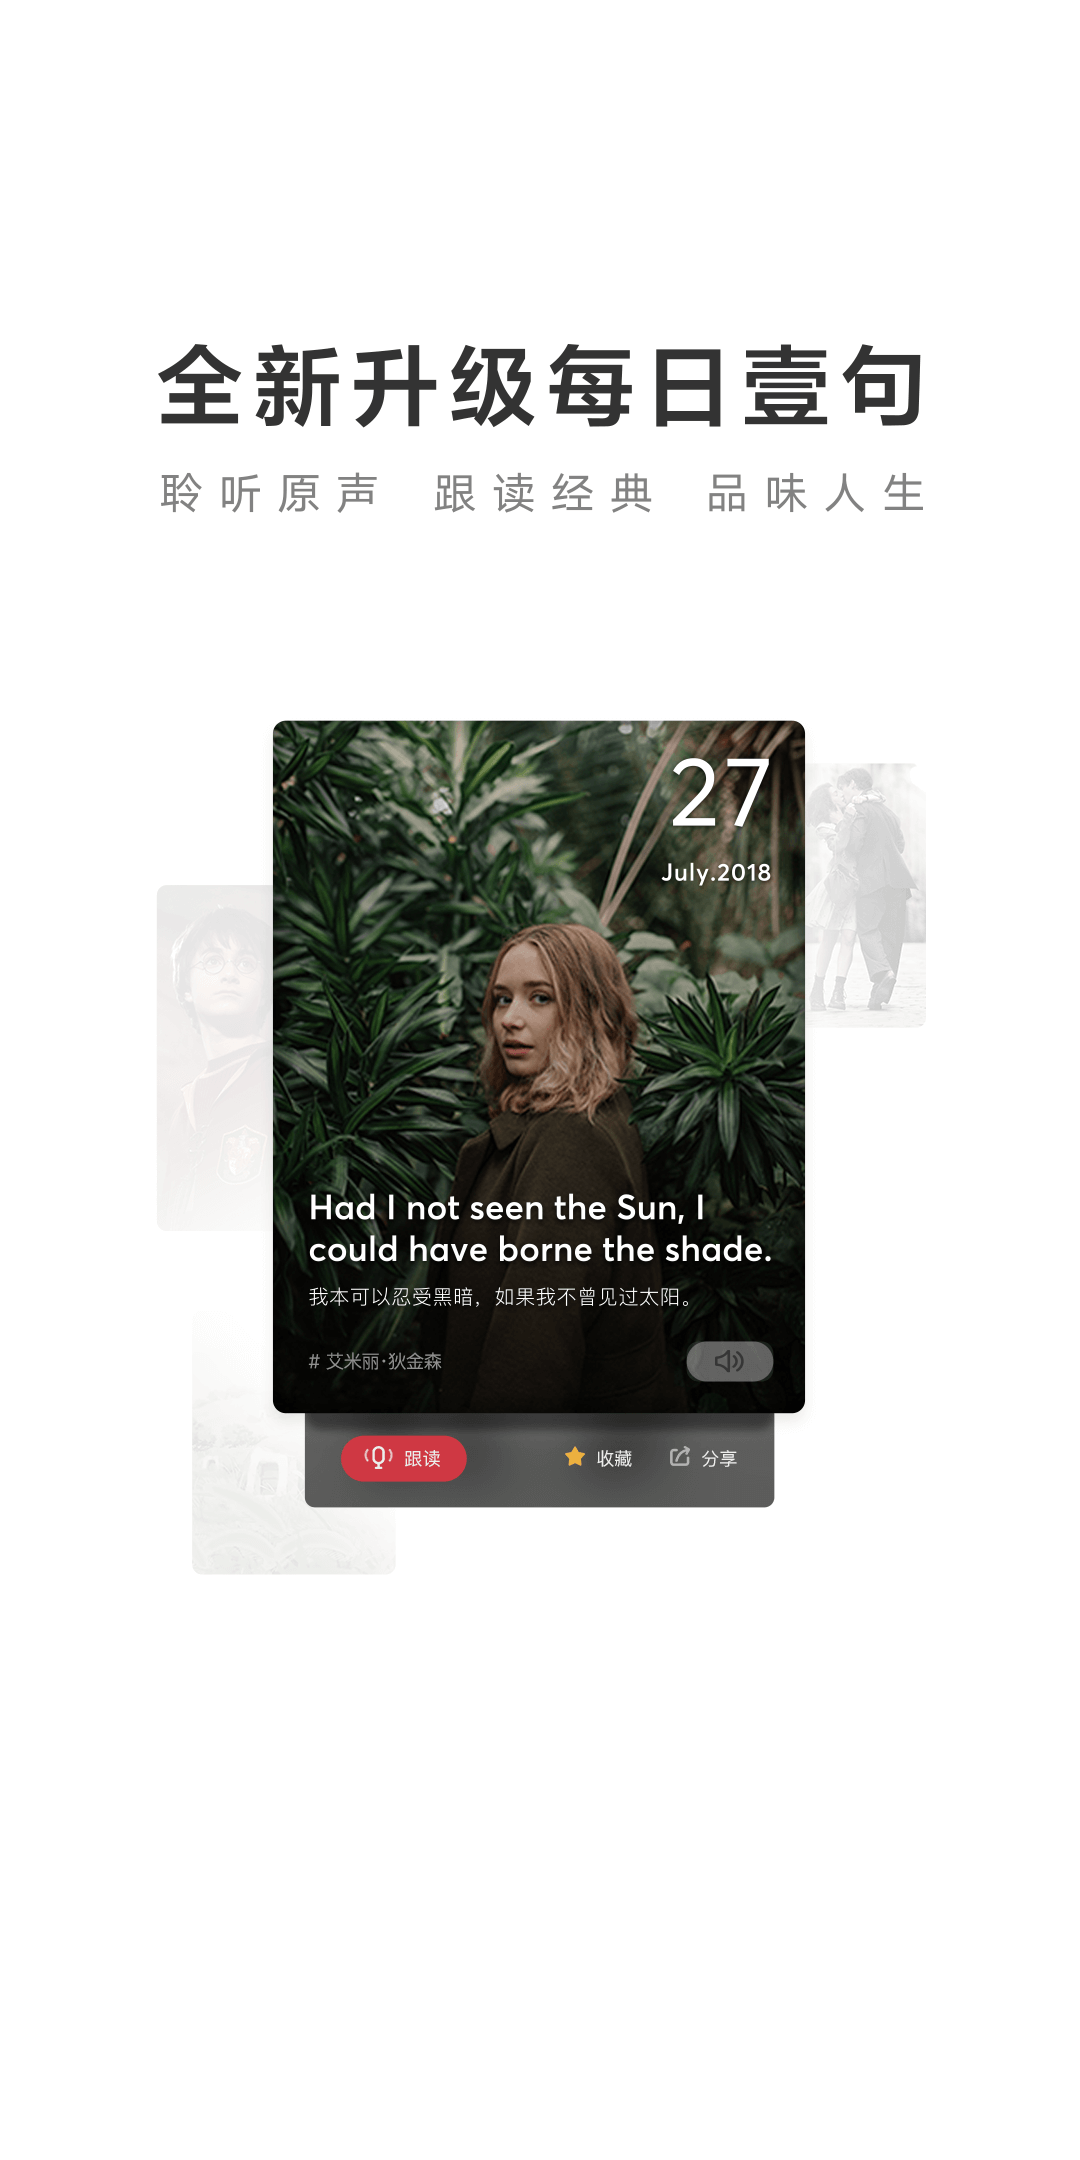 全新升级每日壹句
聆听原声 跟读经典 品味人生
27
July.2018
Had I not seen the Sun, I
could have borne the shade.
我本可以忍受黑暗，如果我不曾见过太阳。
# 艾米丽·狄金森
跟读 收藏 分享